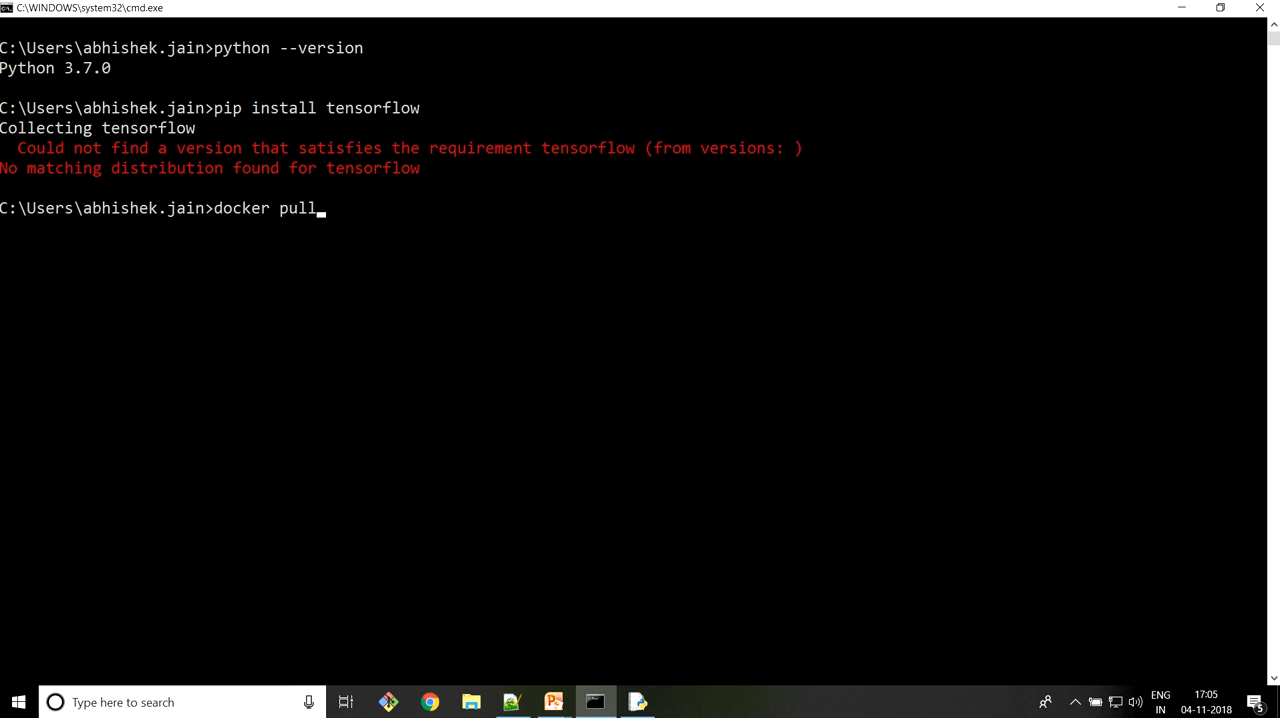 C:\WINDOWS\system32\cmd.exe
C:\Users\abhishek.jain>python --version
Python 3.7.0
C:\Users\abhishek.jain>pip install tensorflow
Collecting tensorflow
Could not find a version that satisfies the requirement tensorflow (from versions: )
No matching distribution found for tensorflow
C:\Users\abhishek.jain>docker pull
Type here to search
ENG
IN
17:05
04-11-2018
5